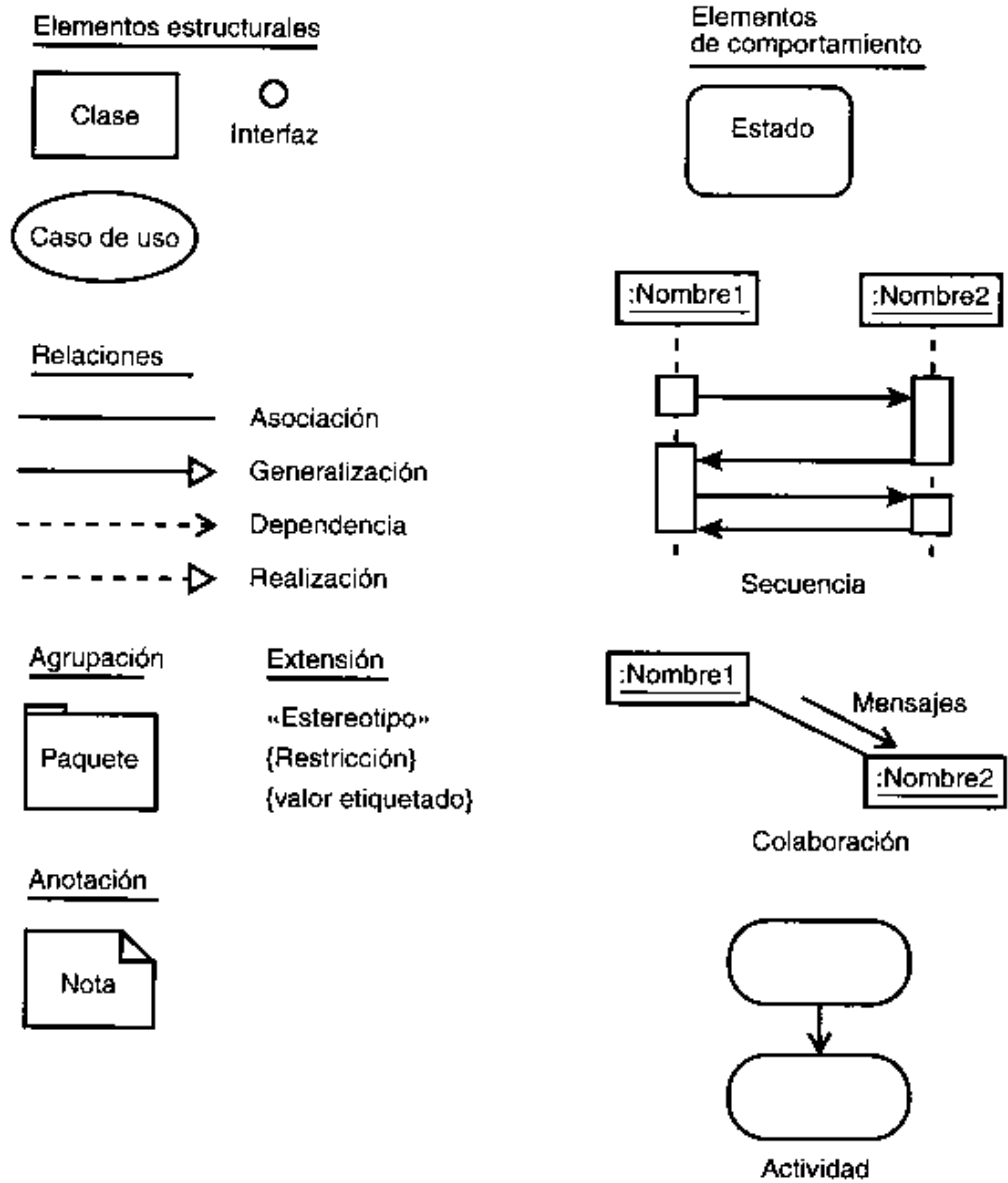 Elementos estructurales
Clase
Interfaz
Caso de uso
Relaciones
Asociación
Generalización
Dependencia
Realización
Agrupación
Paquete
Extensión
«Estereotipo»
{Restricción}
{valor etiquetado}
Anotación
Nota
Elementos
de comportamiento
Estado
:Nombre1
:Nombre2
Secuencia
:Nombre1
Mensajes
:Nombre2
Colaboración
Actividad